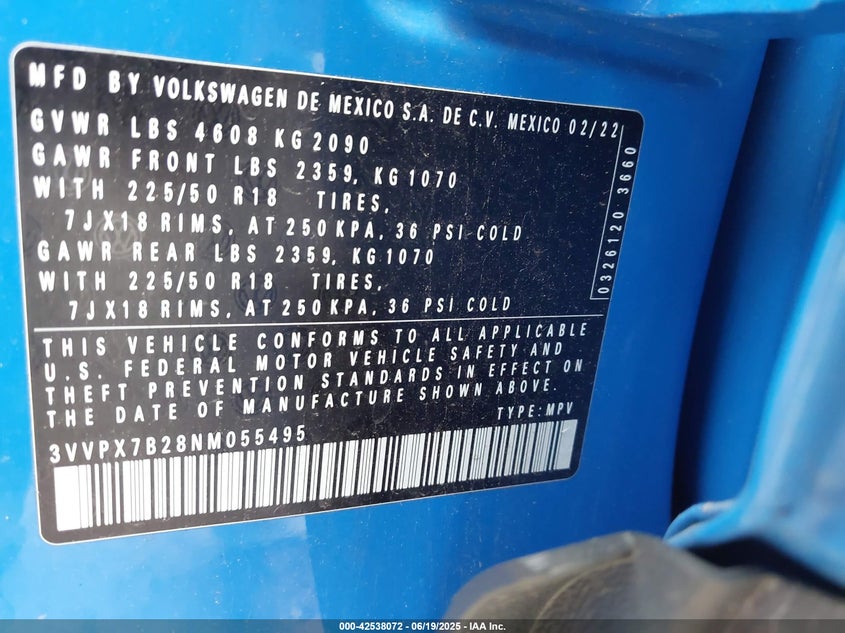 MFD BY VOLKSWAGEN DE MEXICO S.A. DE C.V. MEXICO 02/22
GVWR LBS 4608 KG 2090
GAWR FRONT LBS 2359, KG 1070
WITH 225/50 R18 TIRES,
7JX18 RIMS, AT 250 KPA, 36 PSI COLD
GAWR REAR LBS 2359, KG 1070
WITH 225/50 R18 TIRES,
7JX18 RIMS, AT 250 KPA, 36 PSI COLD
0326120 3660
THIS VEHICLE CONFORMS TO ALL APPLICABLE
U.S. FEDERAL MOTOR VEHICLE SAFETY AND
THEFT PREVENTION STANDARDS IN EFFECT ON
THE DATE OF MANUFACTURE SHOWN ABOVE.
TYPE: MPV
3VVPX7B28NM055495
000-42538072 - 06/19/2025 - IAA Inc.